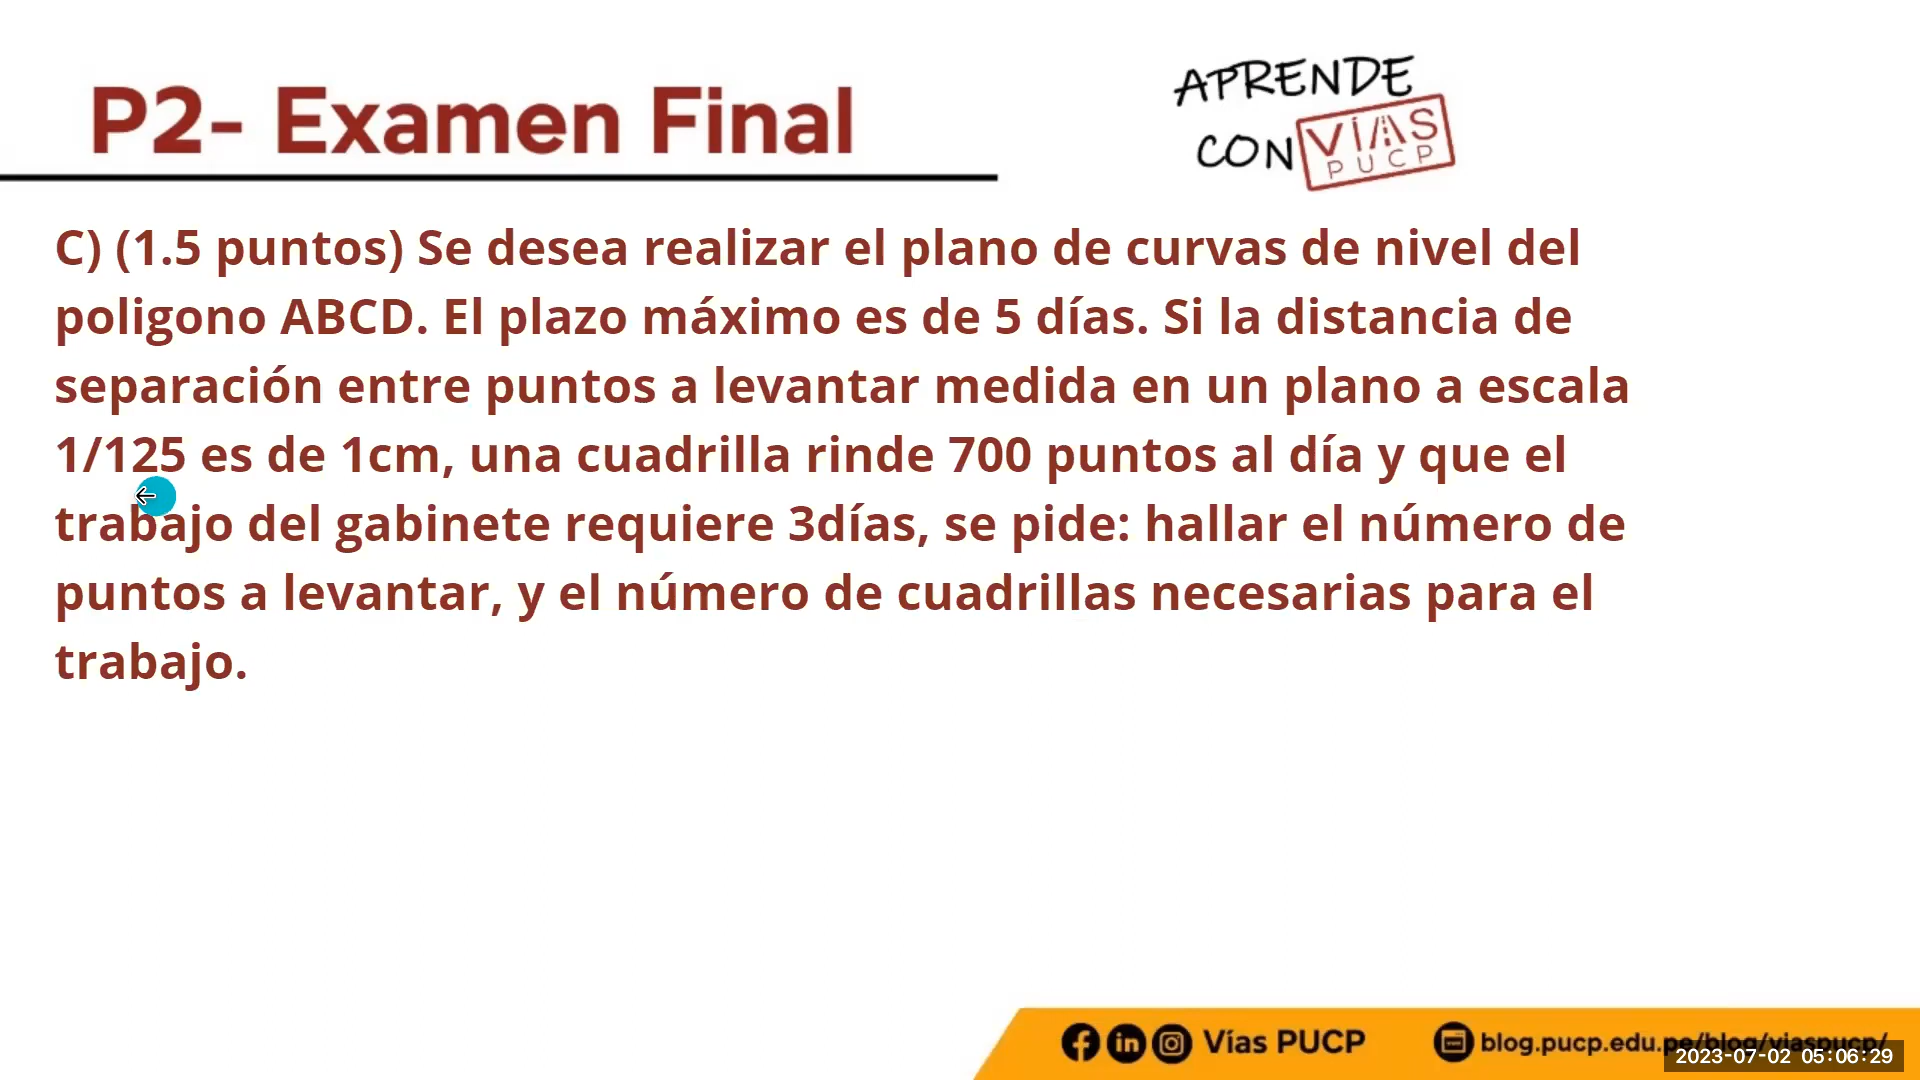 P2- Examen Final
APRENDE
CON VÍAS
PUCP
C) (1.5 puntos) Se desea realizar el plano de curvas de nivel del
poligono ABCD. El plazo máximo es de 5 días. Si la distancia de
separación entre puntos a levantar medida en un plano a escala
1/125 es de 1cm, una cuadrilla rinde 700 puntos al día y que el
trabajo del gabinete requiere 3días, se pide: hallar el número de
puntos a levantar, y el número de cuadrillas necesarias para el
trabajo.
Vías PUCP
blog.pucp.edu.pe/blog/viaspucp/
2023-07-02 05:06:29